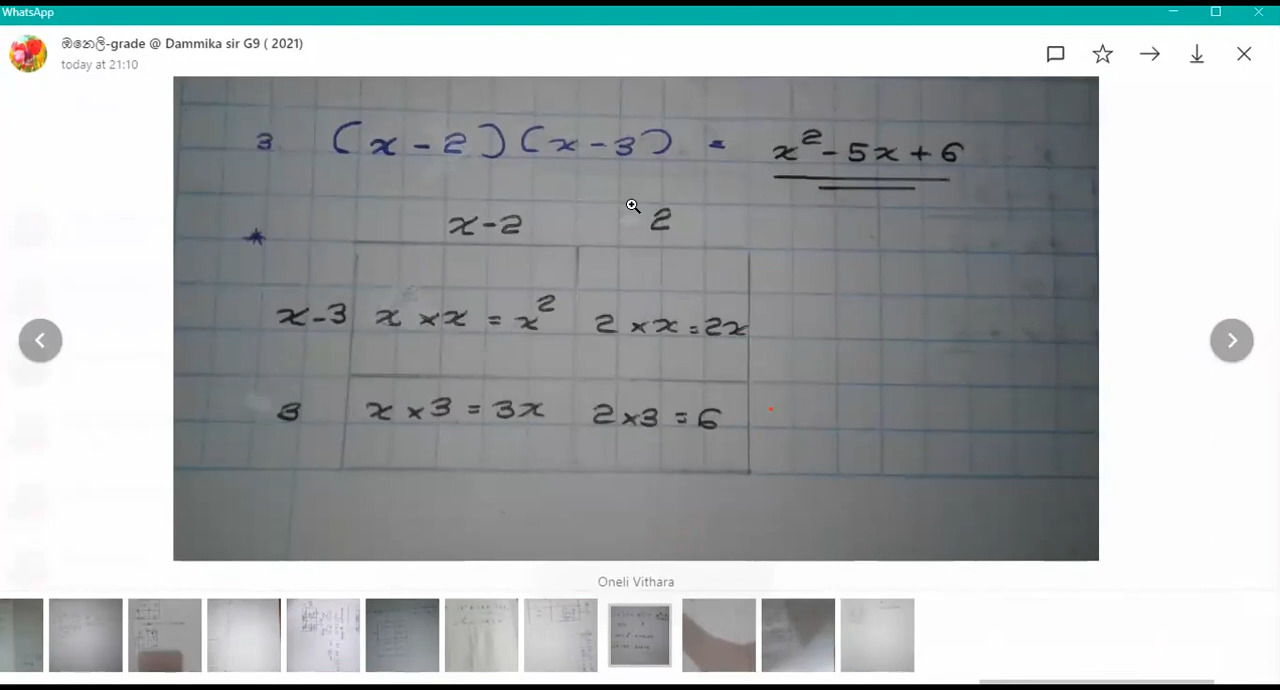 WhatsApp
ඔනෙලි-grade @ Dammika sir G9 ( 2021)
today at 21:10
3 (x - 2) (x - 3) = x² - 5x + 6
* x - 2 2
x - 3 x × x = x² 2 × x = 2x
3 x × 3 = 3x 2 × 3 = 6
Oneli Vithara